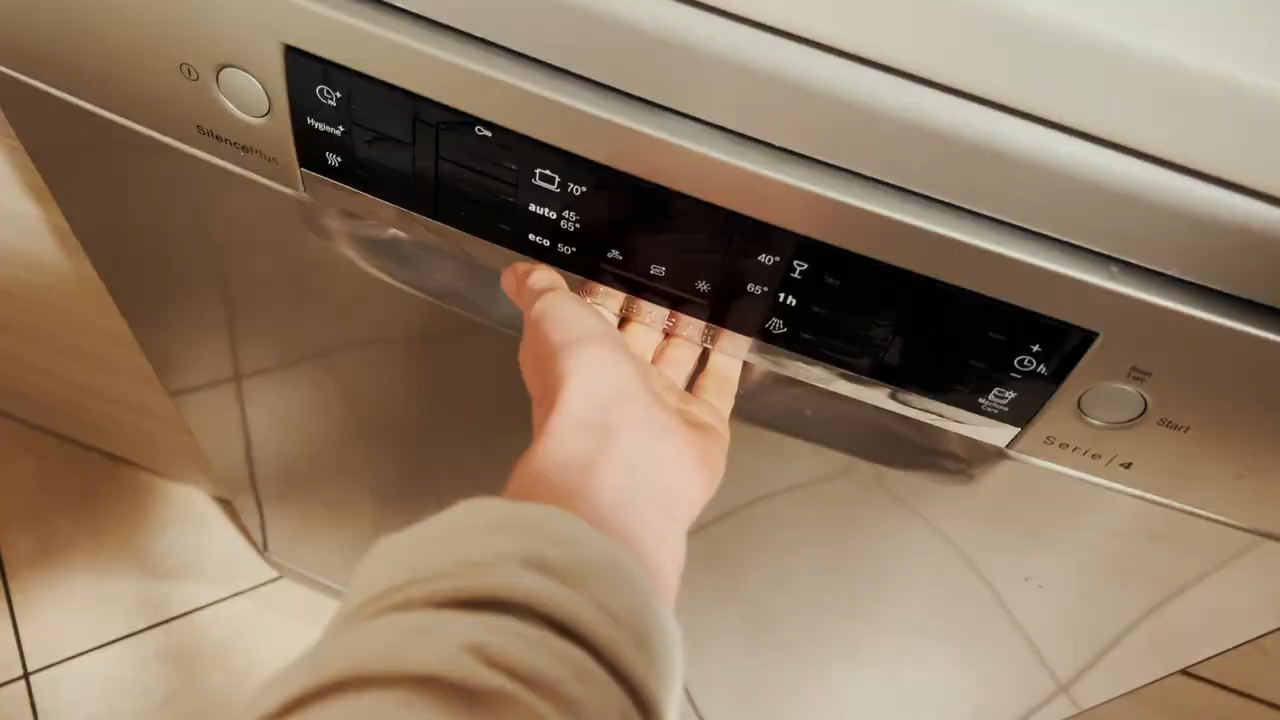 SilencePlus
Hygiene+
70°
auto 45-
65°
eco 50°
40°
65°
1h
+
h.
−
Machine
Care
Start
Serie/4